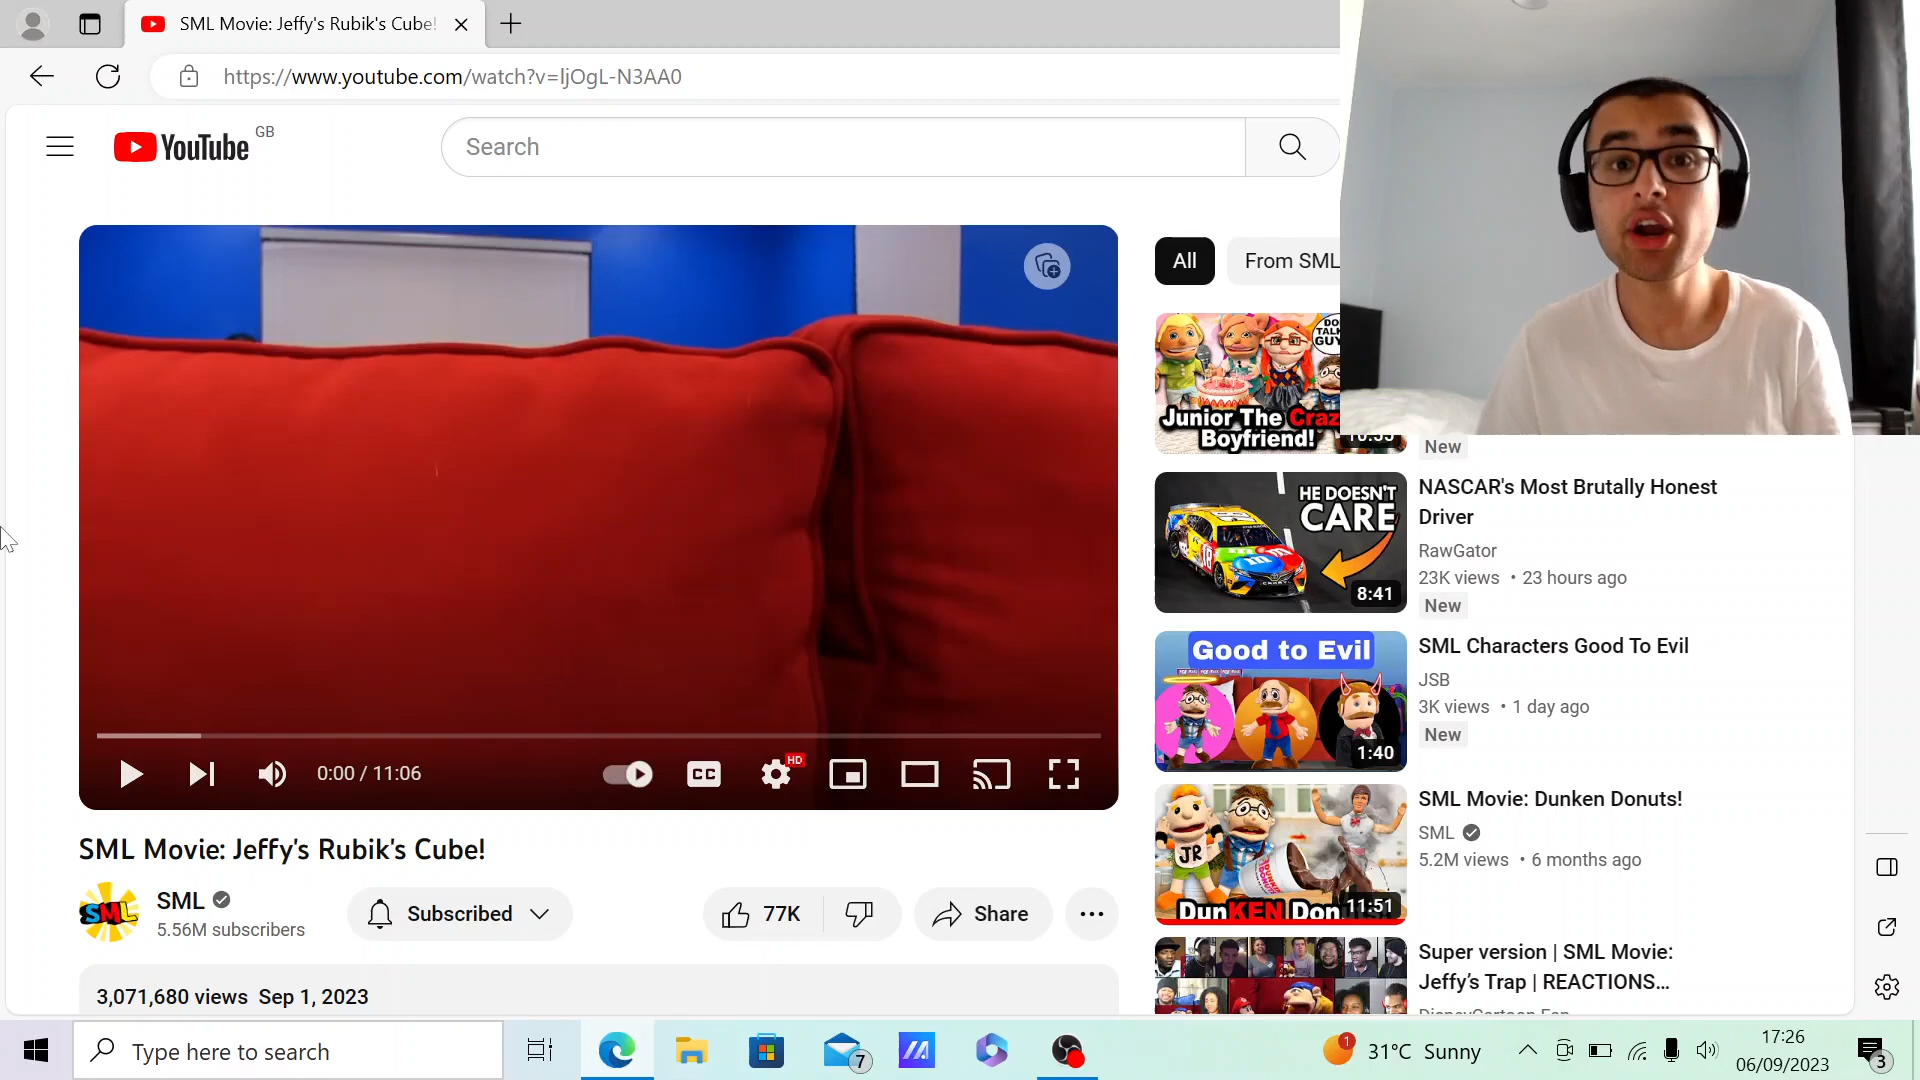 SML Movie: Jeffy's Rubik's Cube!
https://www.youtube.com/watch?v=ljOgL-N3AA0
YouTube GB
Search
All
From SML
DO
TALK
GUY
Junior The Craz
Boyfriend!
New
HE DOESN'T
CARE
8:41
NASCAR's Most Brutally Honest
Driver
RawGator
23K views • 23 hours ago
New
Good to Evil
1:40
SML Characters Good To Evil
JSB
3K views • 1 day ago
New
JR
DunKEN Don
11:51
SML Movie: Dunken Donuts!
SML
5.2M views • 6 months ago
Super version | SML Movie:
Jeffy's Trap | REACTIONS...
0:00 / 11:06
CC
HD
SML Movie: Jeffy's Rubik's Cube!
SML
SML
5.56M subscribers
Subscribed
77K
Share
3,071,680 views Sep 1, 2023
Type here to search
7
1
31°C Sunny
17:26
06/09/2023
3